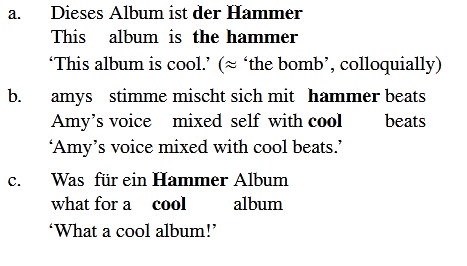 a. Dieses Album ist der Hammer
This album is the hammer
‘This album is cool.’ (≈ ‘the bomb’, colloquially)
b. amys stimme mischt sich mit hammer beats
Amy’s voice mixed self with cool beats
‘Amy’s voice mixed with cool beats.’
c. Was für ein Hammer Album
what for a cool album
‘What a cool album!’